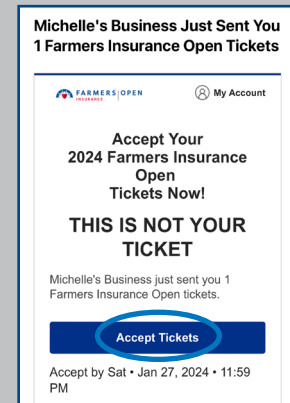 Michelle's Business Just Sent You
1 Farmers Insurance Open Tickets
FARMERS OPEN
INSURANCE
My Account
Accept Your
2024 Farmers Insurance
Open
Tickets Now!
THIS IS NOT YOUR
TICKET
Michelle's Business just sent you 1
Farmers Insurance Open tickets.
Accept Tickets
Accept by Sat • Jan 27, 2024 • 11:59
PM